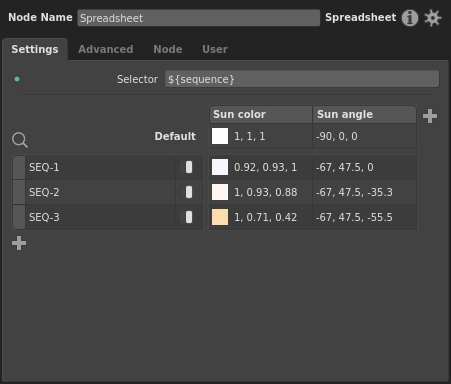 Node Name Spreadsheet Spreadsheet
Settings Advanced Node User
Selector ${sequence}
Sun color Sun angle
Default 1, 1, 1 -90, 0, 0
SEQ-1 0.92, 0.93, 1 -67, 47.5, 0
SEQ-2 1, 0.93, 0.88 -67, 47.5, -35.3
SEQ-3 1, 0.71, 0.42 -67, 47.5, -55.5